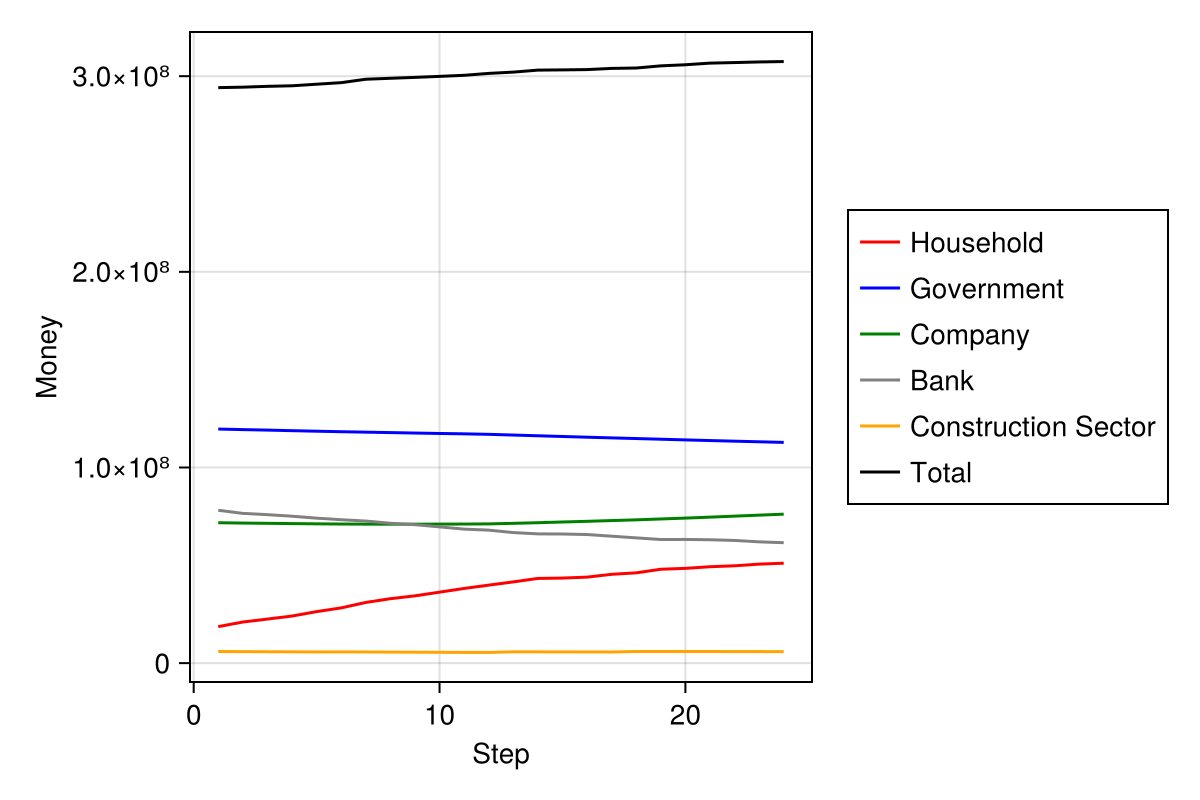 3.0×10⁸
2.0×10⁸
1.0×10⁸
0
Money
0 10 20
Step
Household
Government
Company
Bank
Construction Sector
Total